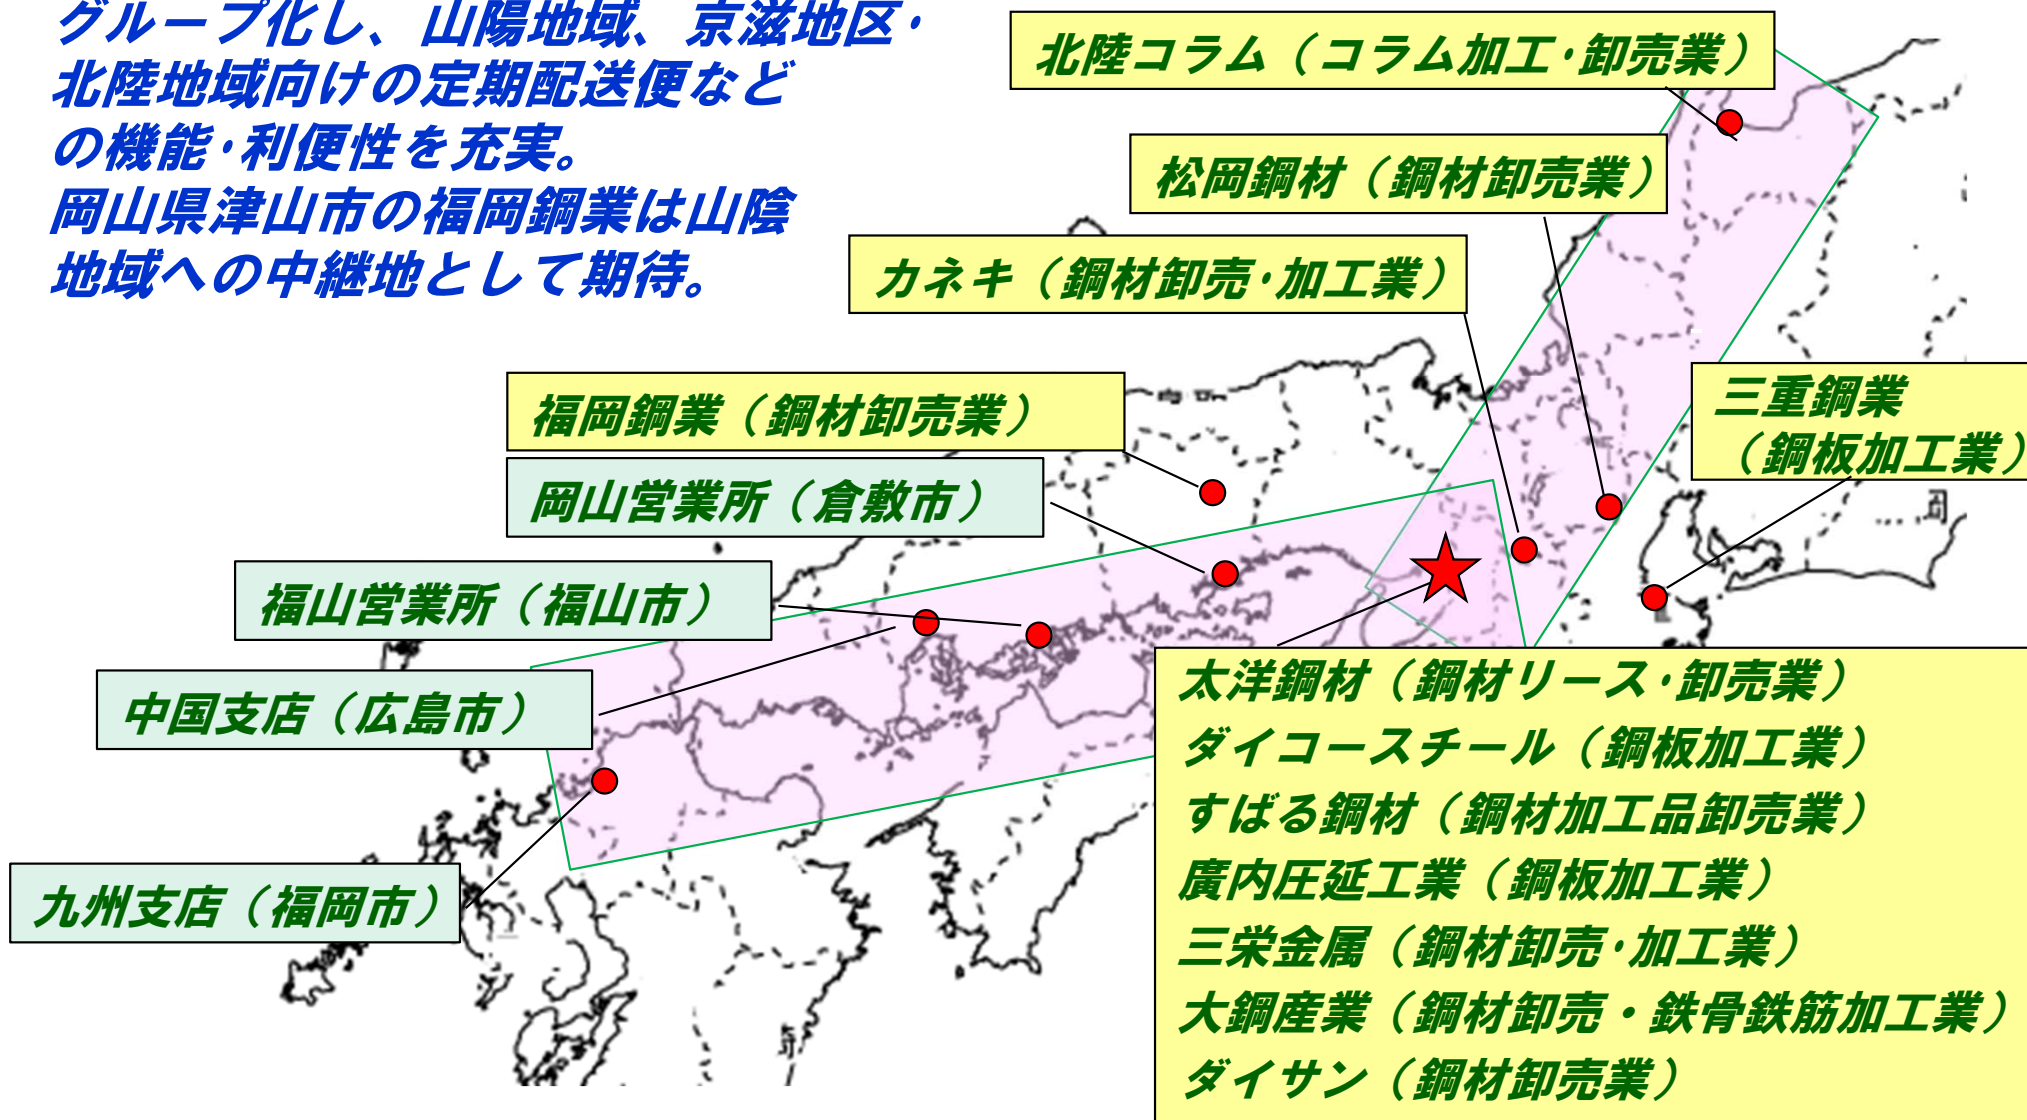 グループ化し、山陽地域、京滋地区・
北陸地域向けの定期配送便など
の機能・利便性を充実。
岡山県津山市の福岡鋼業は山陰
地域への中継地として期待。
北陸コラム（コラム加工・卸売業）
松岡鋼材（鋼材卸売業）
カネキ（鋼材卸売・加工業）
三重鋼業
（鋼板加工業）
福岡鋼業（鋼材卸売業）
岡山営業所（倉敷市）
福山営業所（福山市）
中国支店（広島市）
九州支店（福岡市）
太洋鋼材（鋼材リース・卸売業）
ダイコースチール（鋼板加工業）
すばる鋼材（鋼材加工品卸売業）
廣内圧延工業（鋼板加工業）
三栄金属（鋼材卸売・加工業）
大鋼産業（鋼材卸売・鉄骨鉄筋加工業）
ダイサン（鋼材卸売業）